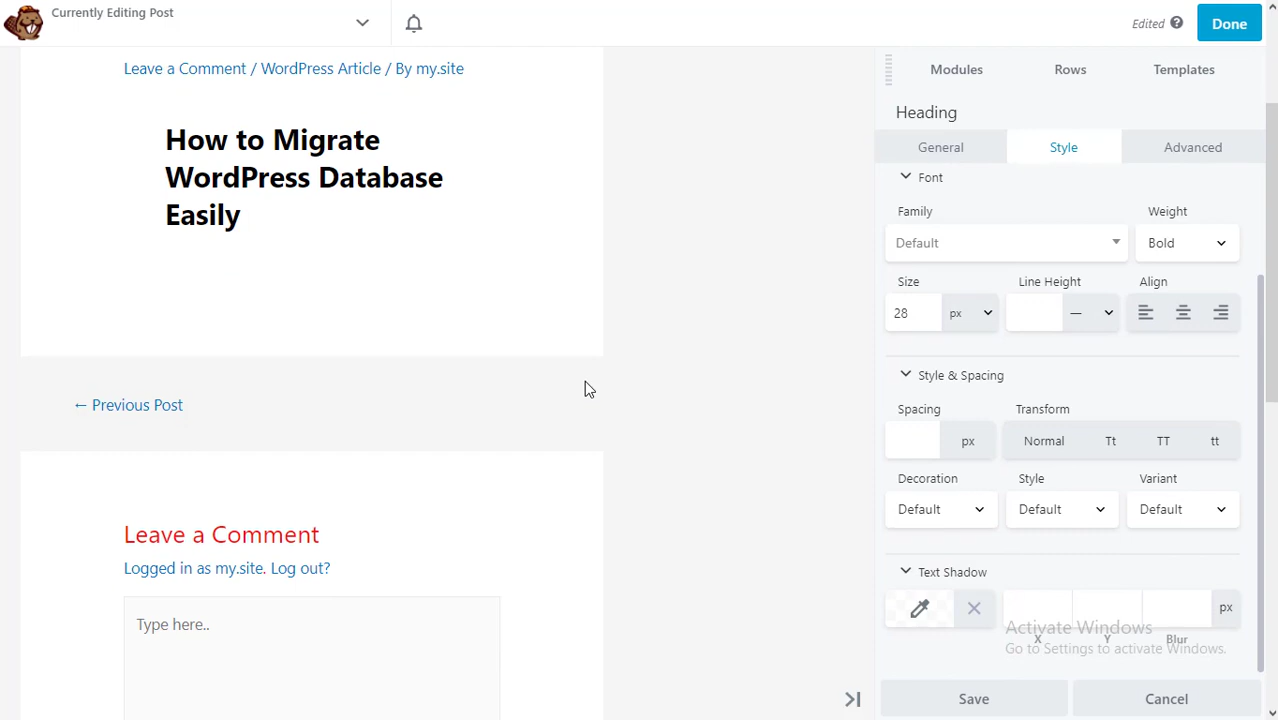 Currently Editing Post
Edited
Done
Leave a Comment / WordPress Article / By my.site
How to Migrate
WordPress Database
Easily
← Previous Post
Leave a Comment
Logged in as my.site. Log out?
Type here..
Modules Rows Templates
Heading
General Style Advanced
Font
Family Weight
Default Bold
Size Line Height Align
28 px —
Style & Spacing
Spacing Transform
px Normal Tt TT tt
Decoration Style Variant
Default Default Default
Text Shadow
px
X Y Blur
Activate Windows
Go to Settings to activate Windows.
Save Cancel